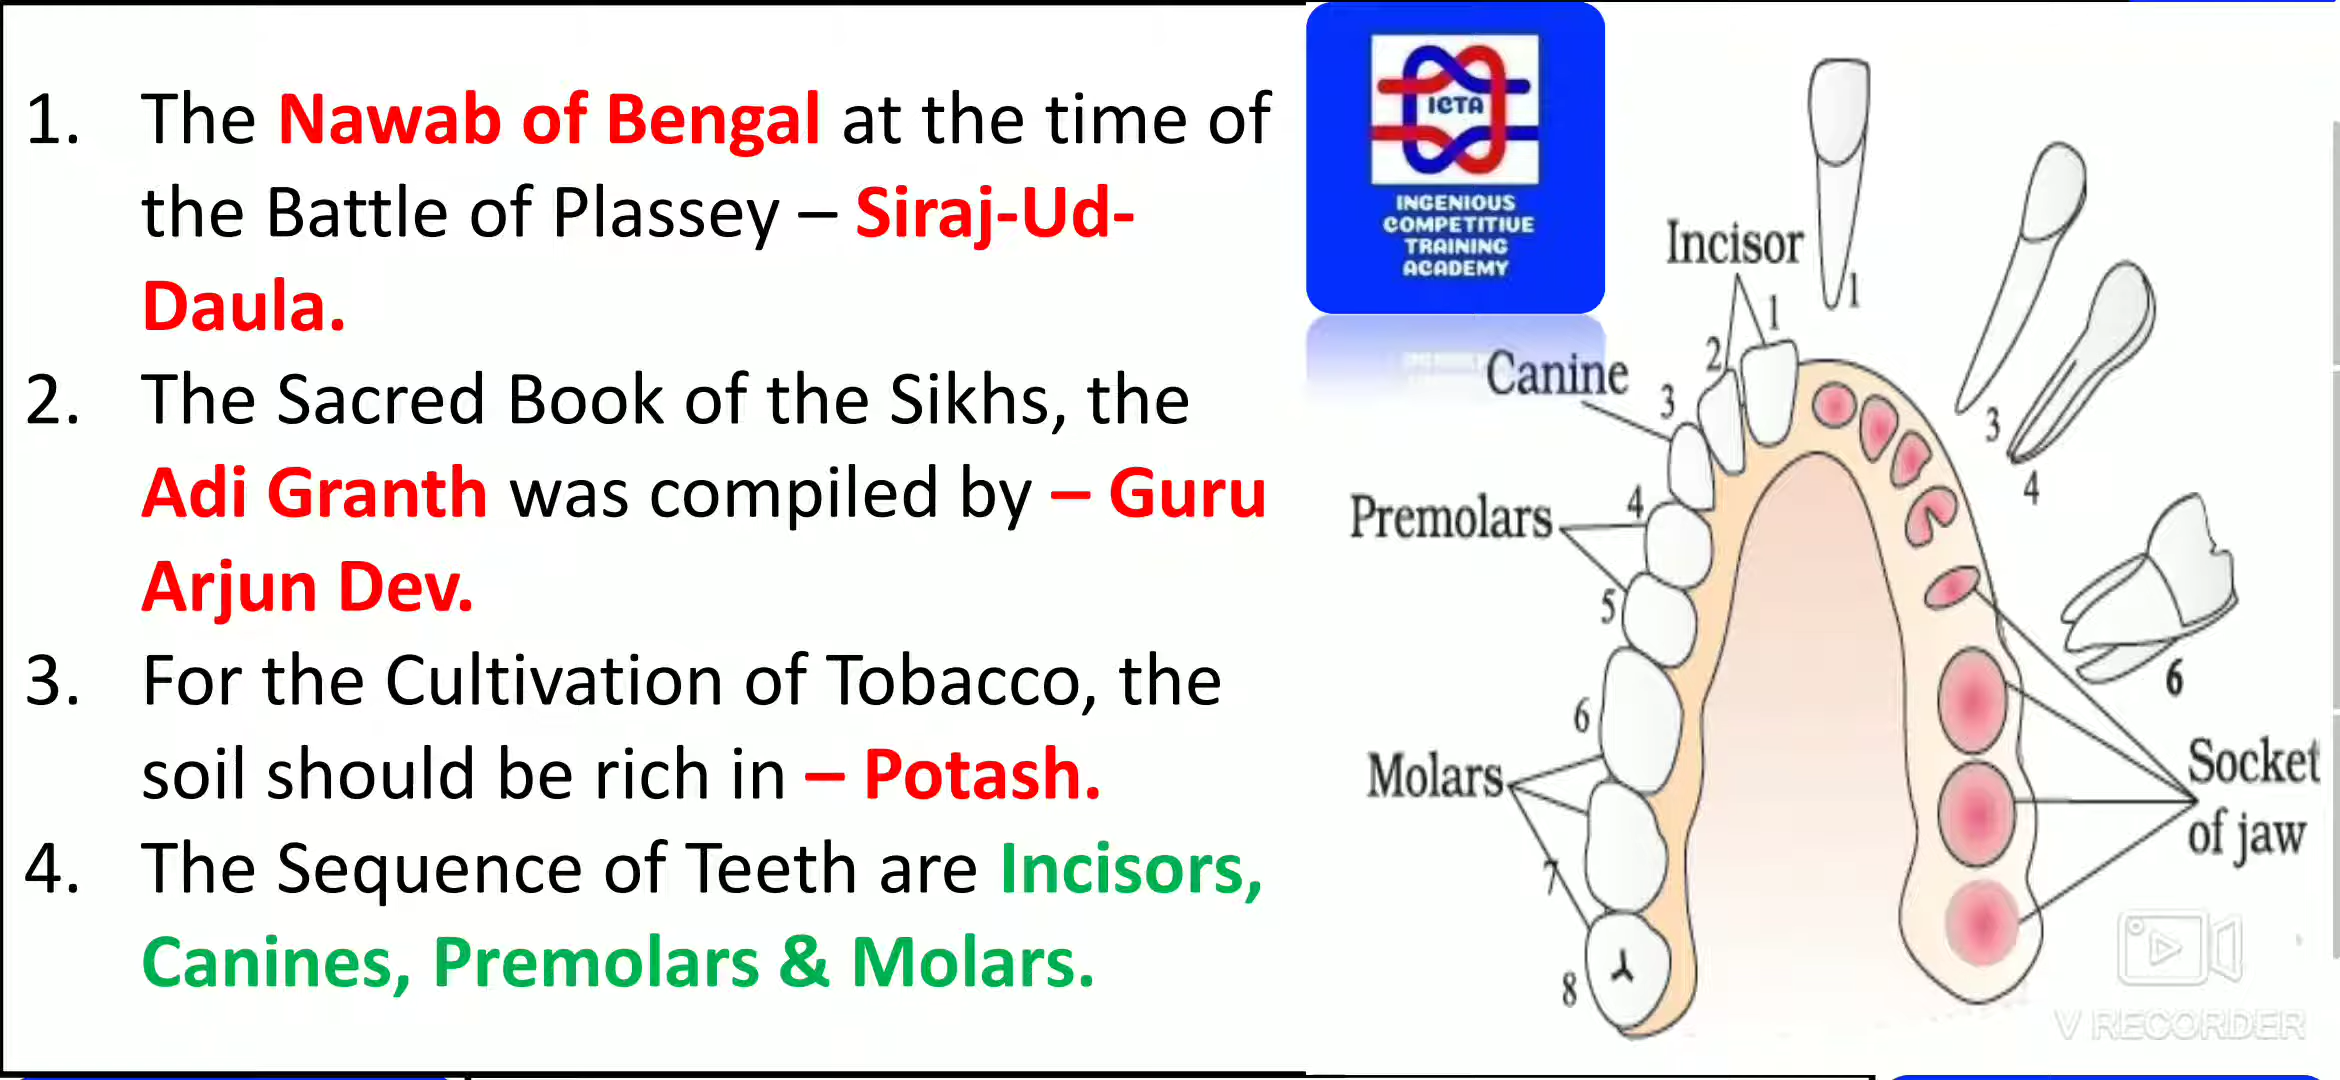 1. The Nawab of Bengal at the time of
the Battle of Plassey – Siraj-Ud-
Daula.
2. The Sacred Book of the Sikhs, the
Adi Granth was compiled by – Guru
Arjun Dev.
3. For the Cultivation of Tobacco, the
soil should be rich in – Potash.
4. The Sequence of Teeth are Incisors,
Canines, Premolars & Molars.
ICTA
INGENIOUS
COMPETITIVE
TRAINING
ACADEMY
Incisor
1
1
2
Canine
3
3
4
Premolars
4
5
6
6
Molars
7
8
Socket
of jaw
V RECORDER